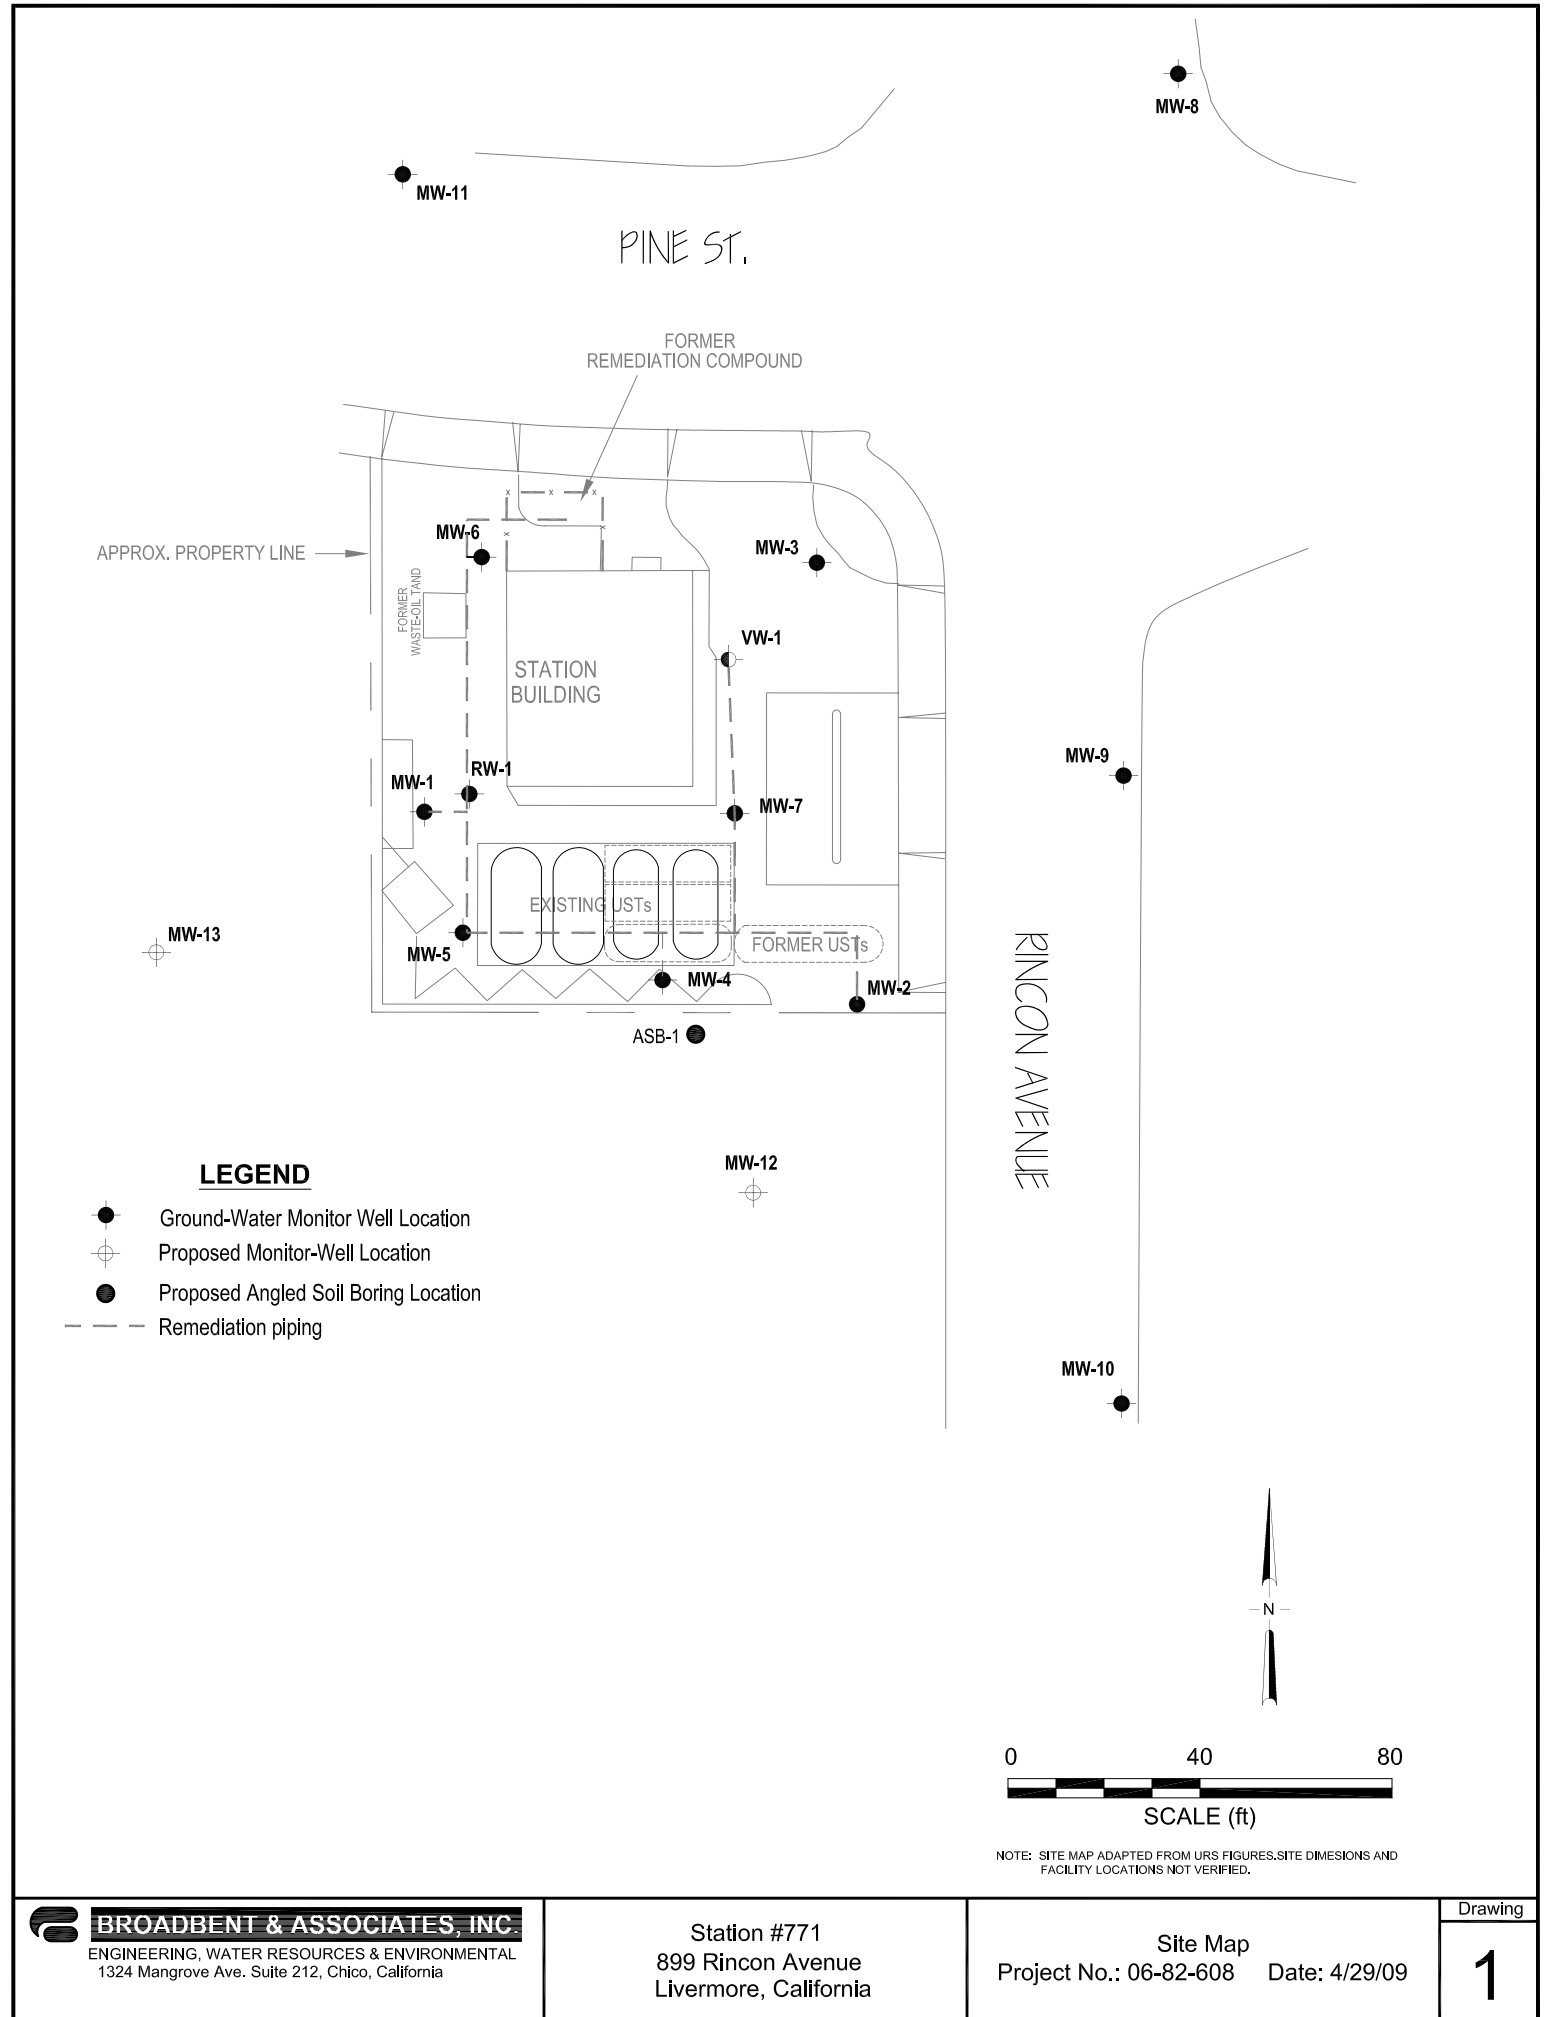 MW-8
MW-11
PINE ST.
FORMER
REMEDIATION COMPOUND
MW-6
MW-3
APPROX. PROPERTY LINE
FORMER
WASTE-OIL TAND
VW-1
STATION
BUILDING
MW-9
RW-1
MW-1
MW-7
EXISTING USTs
MW-13
MW-5
FORMER USTs
MW-4
MW-2
ASB-1
RINCON AVENUE
MW-12
LEGEND
Ground-Water Monitor Well Location
Proposed Monitor-Well Location
Proposed Angled Soil Boring Location
Remediation piping
MW-10
N
0 40 80
SCALE (ft)
NOTE: SITE MAP ADAPTED FROM URS FIGURES.SITE DIMESIONS AND
FACILITY LOCATIONS NOT VERIFIED.
BROADBENT & ASSOCIATES, INC.
ENGINEERING, WATER RESOURCES & ENVIRONMENTAL
1324 Mangrove Ave. Suite 212, Chico, California
Station #771
899 Rincon Avenue
Livermore, California
Site Map
Project No.: 06-82-608 Date: 4/29/09
Drawing
1